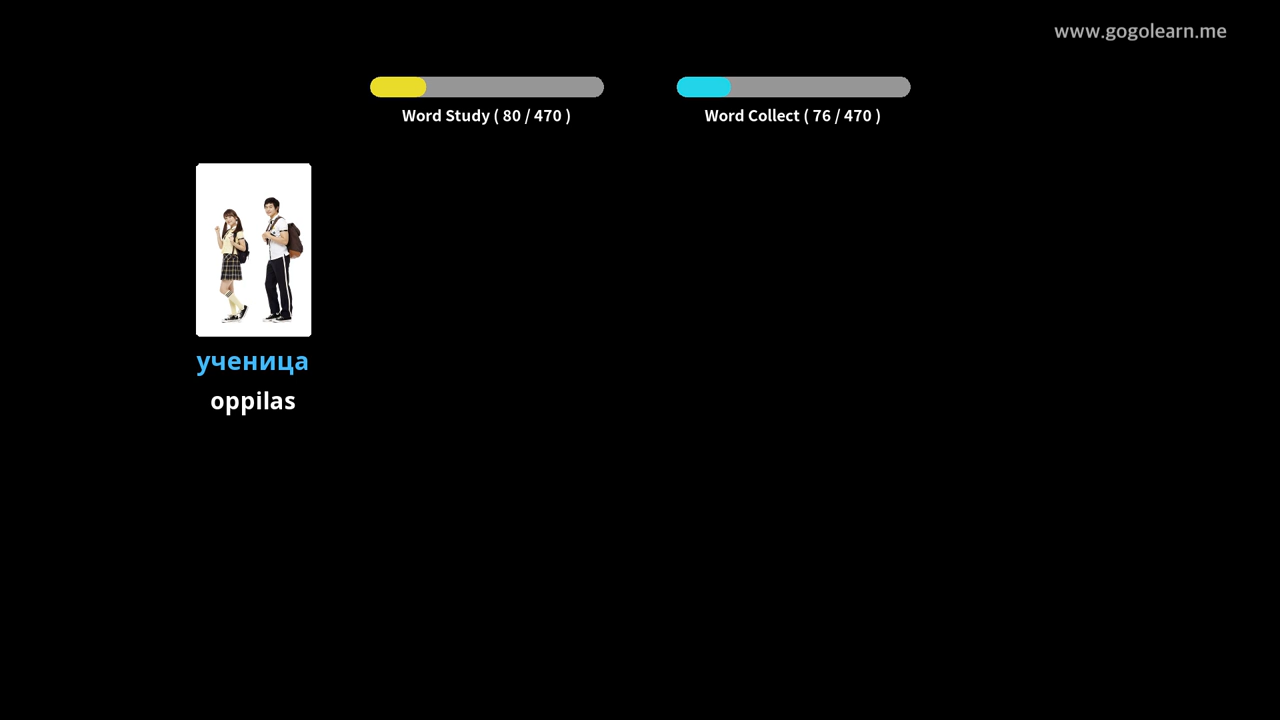 www.gogolearn.me
Word Study ( 80 / 470 )
Word Collect ( 76 / 470 )
ученица
oppilas